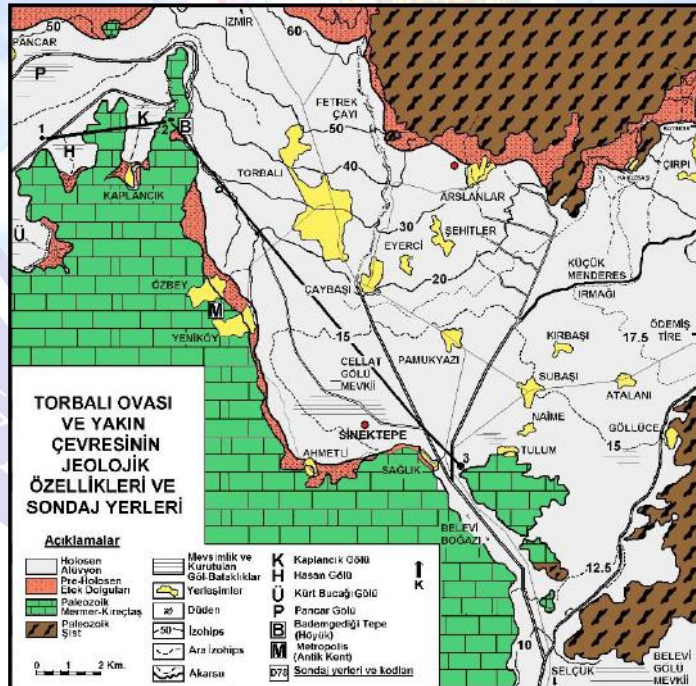 50
İZMİR
60
PANCAR
P
FETREK
ÇAYI
1
K
2
B
50
H
TORBALI
40
ÇIRPI
KAPLANCIK
ARSLANLAR
30
ŞEHİTLER
EYERCİ
Ü
KÜÇÜK
MENDERES
IRMAĞI
20
ÖZBEY
ÇAYBAŞI
M
YENİKÖY
15
KIRBAŞI
17.5
ÖDEMİŞ
TİRE
CELLAT
GÖLÜ
MEVKİİ
PAMUKYAZI
SUBAŞI
ATALANI
NAİME
GÖLLÜCE
SİNEKTEPE
15
AHMETLİ
SAĞLIK
3
TULUM
BELEVİ
BOĞAZI
12.5
10
SELÇUK
BELEVİ
GÖLÜ
MEVKİİ
TORBALI OVASI
VE YAKIN
ÇEVRESİNİN
JEOLOJİK
ÖZELLİKLERİ VE
SONDAJ YERLERİ
Açıklamalar
Holosen
Alüvyon
Pre-Holosen
Etek Dolguları
Paleozoik
Mermer-Kireçtaş
Paleozoik
Şist
0 1 2 Km.
Mevsimlik ve
Kurutulan
Göl-Bataklıklar
Yerleşimler
Düden
50 İzohips
Ara İzohips
Akarsu
K Kaplancık Gölü
H Hasan Gölü
Ü Kürt Bucağı Gölü
P Pancar Gölü
B Bademgediği Tepe
(Höyük)
M Metropolis
(Antik Kent)
D78 Sondaj yerleri ve kodları
K